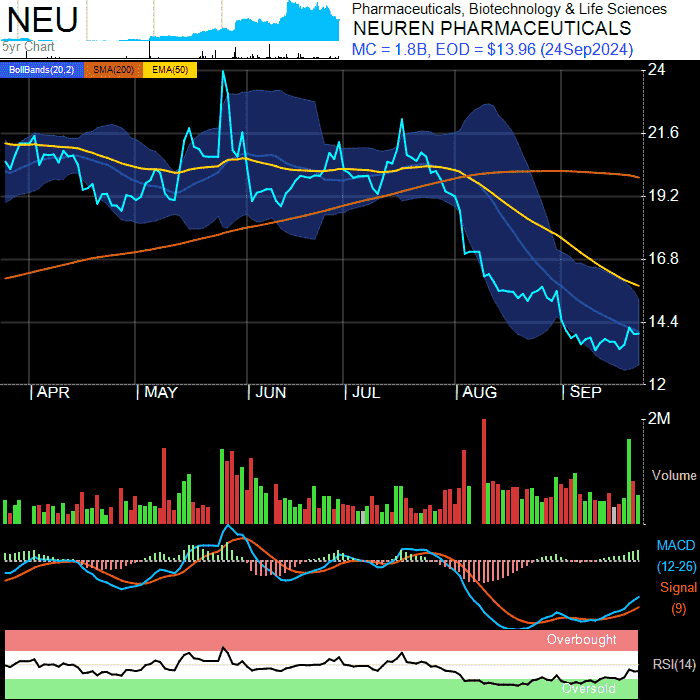 NEU
Pharmaceuticals, Biotechnology & Life Sciences
NEUREN PHARMACEUTICALS
MC = 1.8B, EOD = $13.96 (24Sep2024)
5yr Chart
BollBands(20,2) SMA(200) EMA(50)
24
21.6
19.2
16.8
14.4
12
APR MAY JUN JUL AUG SEP
2M
Volume
MACD
(12-26)
Signal
(9)
Overbought
RSI(14)
Oversold